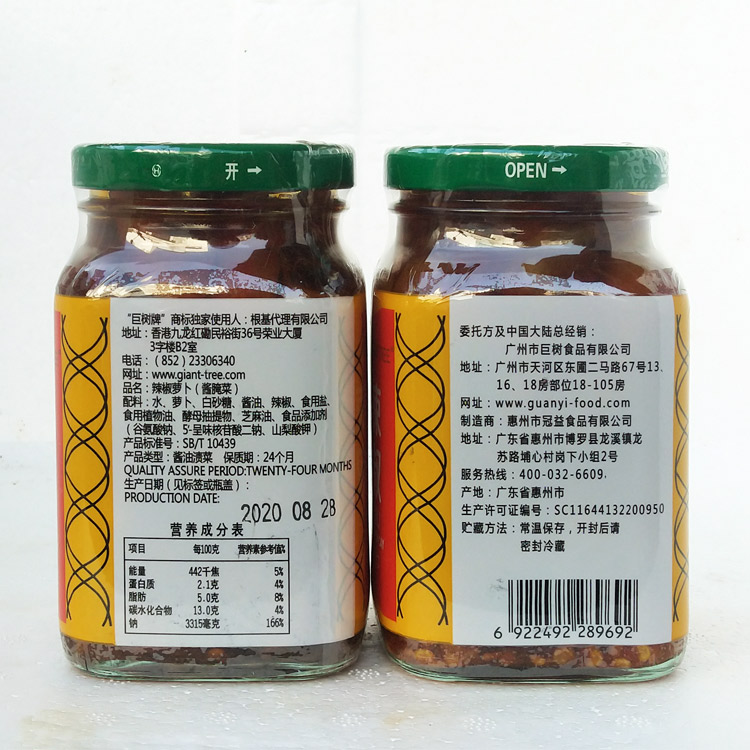 开 →
"巨树牌"商标独家使用人：根基代理有限公司
地址：香港九龙红磡民裕街36号荣业大厦
3字楼B2室
电话：(852) 23306340
网址：www.giant-tree.com
品名：辣椒萝卜（酱腌菜）
配料：水、萝卜、白砂糖、酱油、辣椒、食用盐、
食用植物油、酵母抽提物、芝麻油、食品添加剂
（谷氨酸钠、5'-呈味核苷酸二钠、山梨酸钾）
产品标准号：SB/T 10439
产品类型：酱油渍菜 保质期：24个月
QUALITY ASSURE PERIOD:TWENTY-FOUR MONTHS
生产日期（见标签或瓶盖）：
PRODUCTION DATE:
2020 08 28
营养成分表
项目 每100克 营养素参考值%
能量 442千焦 5%
蛋白质 2.1克 4%
脂肪 5.0克 8%
碳水化合物 13.0克 4%
钠 3315毫克 166%
OPEN →
委托方及中国大陆总经销：
广州市巨树食品有限公司
地址：广州市天河区东圃二马路67号13、
16、18房部位18-105房
网址：www.guanyi-food.com
制造商：惠州市冠益食品有限公司
地址：广东省惠州市博罗县龙溪镇龙
苏路埔心村岗下小组2号
服务热线：400-032-6609
产地：广东省惠州市
生产许可证编号：SC11644132200950
贮藏方法：常温保存，开封后请
密封冷藏
6 922492 289692